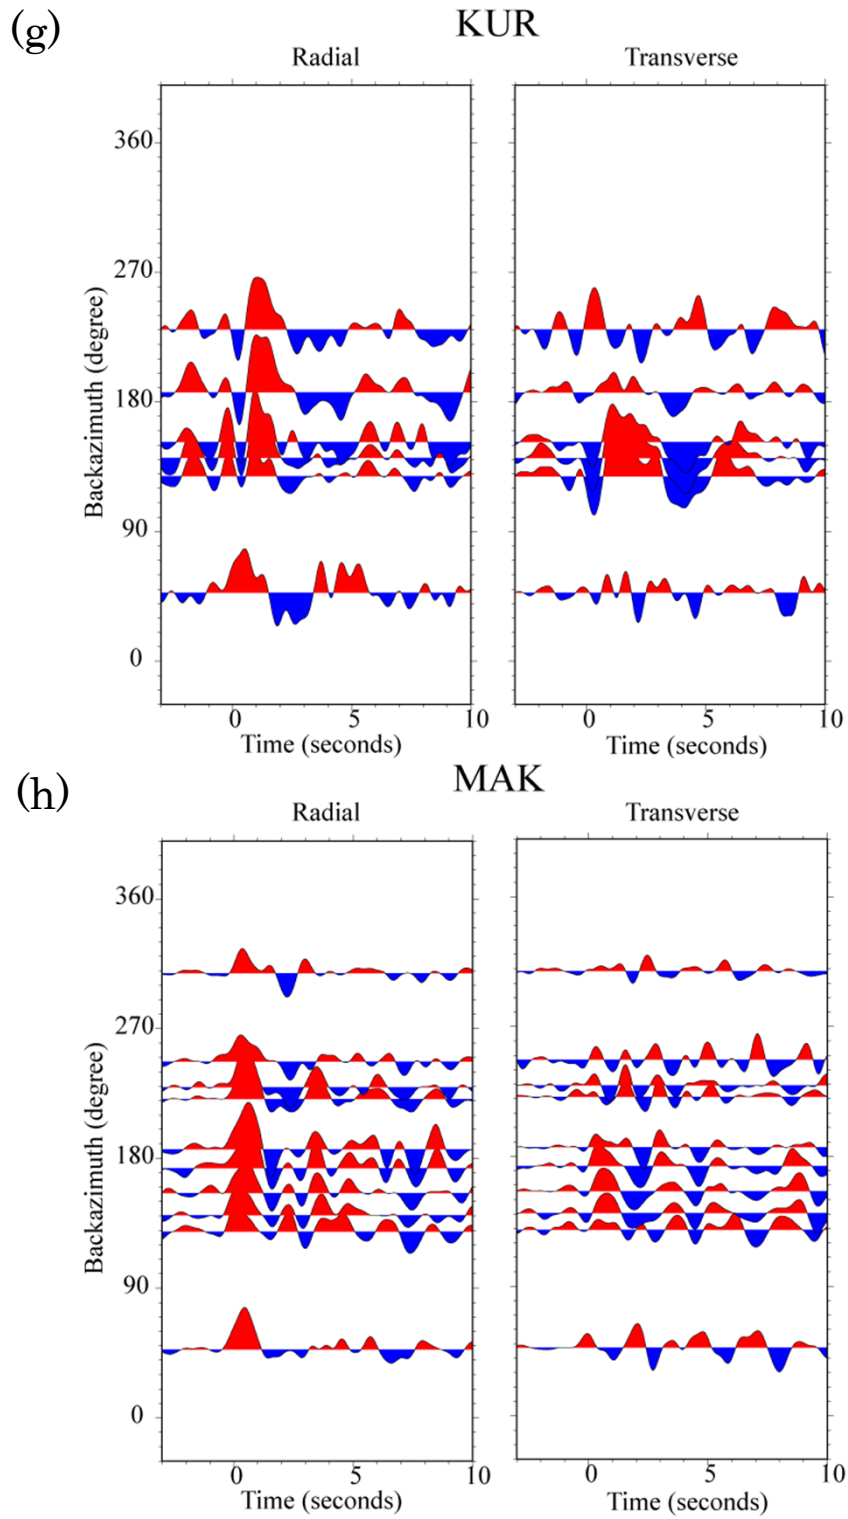 (g)
KUR
Radial Transverse
360
270
180
90
0
Backazimuth (degree)
0 5 10 0 5 10
Time (seconds) Time (seconds)
(h)
MAK
Radial Transverse
360
270
180
90
0
Backazimuth (degree)
0 5 10 0 5 10
Time (seconds) Time (seconds)